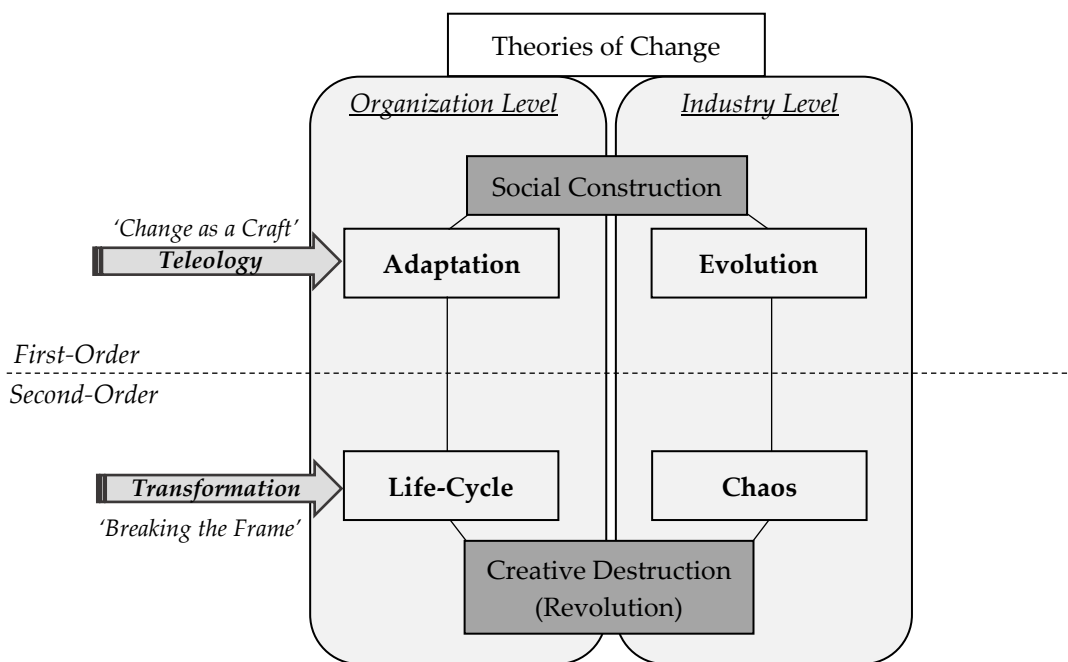 Theories of Change
Organization Level
Industry Level
Social Construction
‘Change as a Craft’
Teleology
Adaptation
Evolution
First-Order
Second-Order
Transformation
Life-Cycle
Chaos
‘Breaking the Frame’
Creative Destruction
(Revolution)